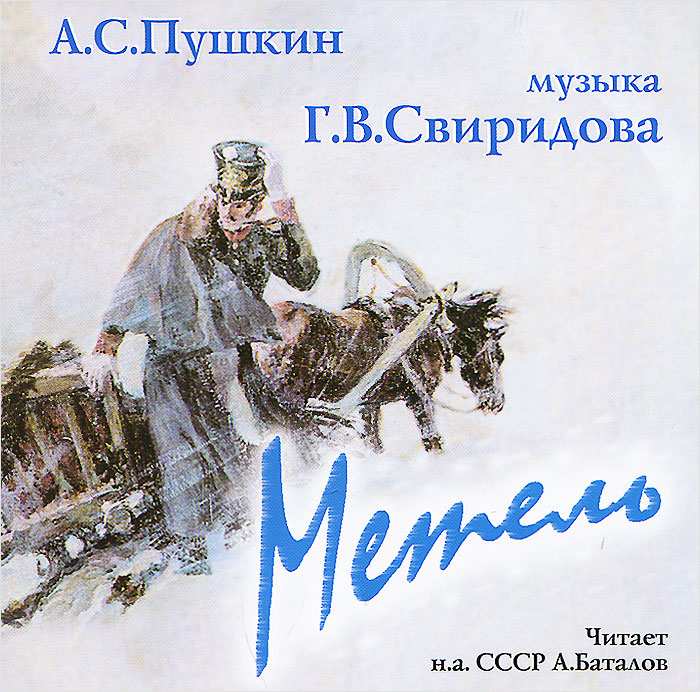 А.С.Пушкин
музыка
Г.В.Свиридова
Метель
Читает
н.а. СССР А.Баталов